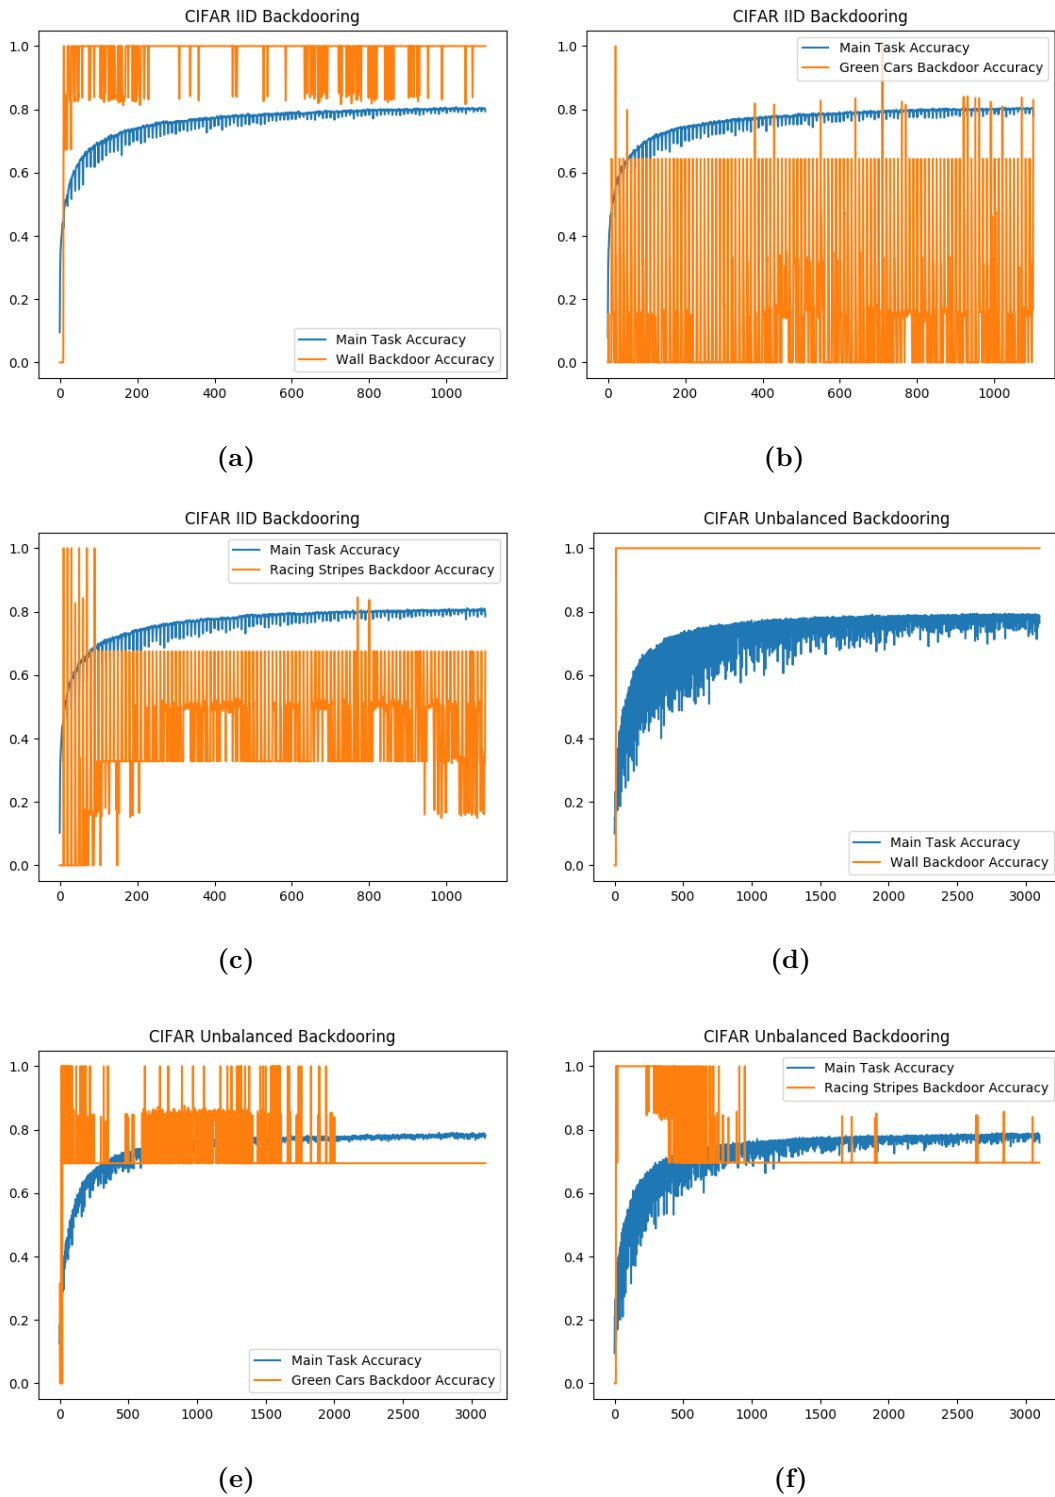 CIFAR IID Backdooring
1.0
0.8
0.6
0.4
0.2
0.0
Main Task Accuracy
Wall Backdoor Accuracy
0 200 400 600 800 1000
(a)
CIFAR IID Backdooring
1.0
0.8
0.6
0.4
0.2
0.0
Main Task Accuracy
Green Cars Backdoor Accuracy
0 200 400 600 800 1000
(b)
CIFAR IID Backdooring
1.0
0.8
0.6
0.4
0.2
0.0
Main Task Accuracy
Racing Stripes Backdoor Accuracy
0 200 400 600 800 1000
(c)
CIFAR Unbalanced Backdooring
1.0
0.8
0.6
0.4
0.2
0.0
Main Task Accuracy
Wall Backdoor Accuracy
0 500 1000 1500 2000 2500 3000
(d)
CIFAR Unbalanced Backdooring
1.0
0.8
0.6
0.4
0.2
0.0
Main Task Accuracy
Green Cars Backdoor Accuracy
0 500 1000 1500 2000 2500 3000
(e)
CIFAR Unbalanced Backdooring
1.0
0.8
0.6
0.4
0.2
0.0
Main Task Accuracy
Racing Stripes Backdoor Accuracy
0 500 1000 1500 2000 2500 3000
(f)